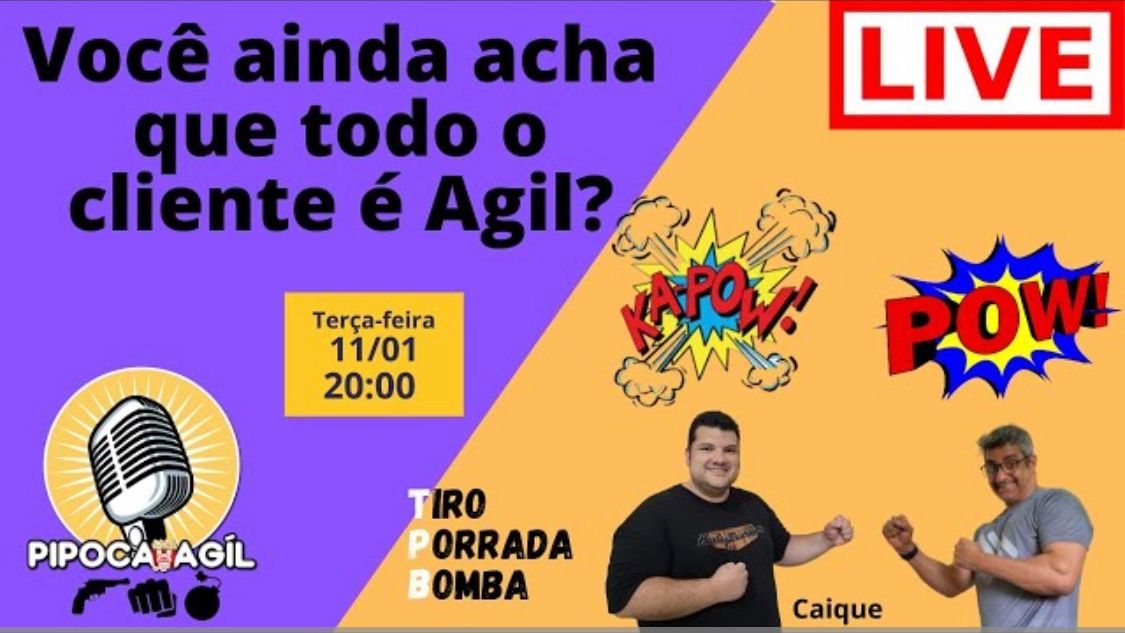 Você ainda acha
que todo o
cliente é Agil?
LIVE
KA-POW!
POW!
Terça-feira
11/01
20:00
PIPOCA AGÍL
TIRO
PORRADA
BOMBA
Caique